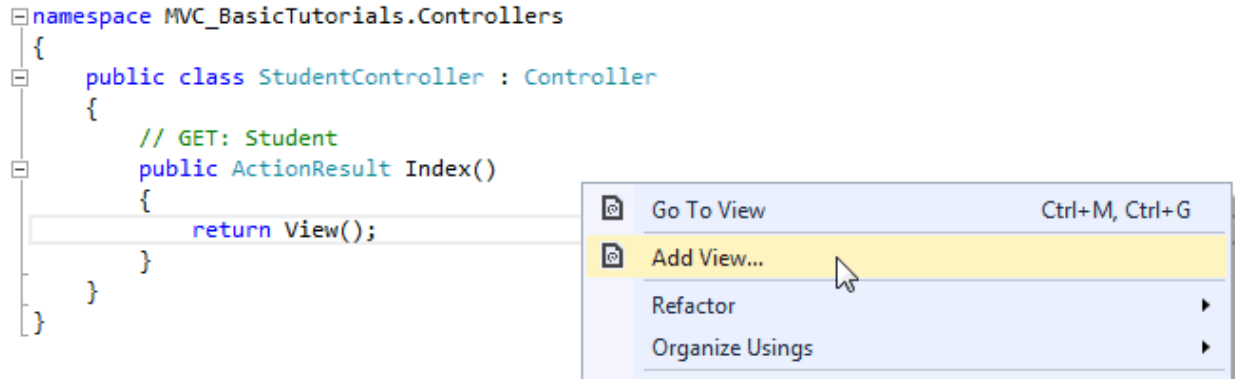 namespace MVC_BasicTutorials.Controllers
{
public class StudentController : Controller
{
// GET: Student
public ActionResult Index()
{
return View();
}
}
}
Go To View Ctrl+M, Ctrl+G
Add View...
Refactor
Organize Usings